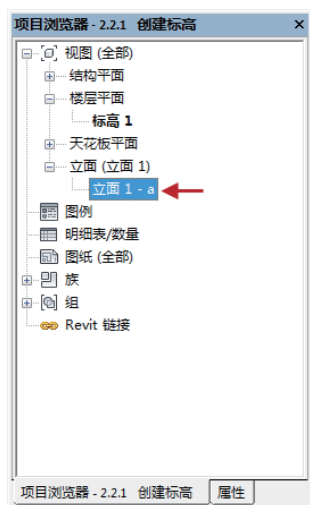 项目浏览器 - 2.2.1 创建标高
视图 (全部)
结构平面
楼层平面
标高 1
天花板平面
立面 (立面 1)
立面 1 - a
图例
明细表/数量
图纸 (全部)
族
组
Revit 链接
项目浏览器 - 2.2.1 创建标高 属性